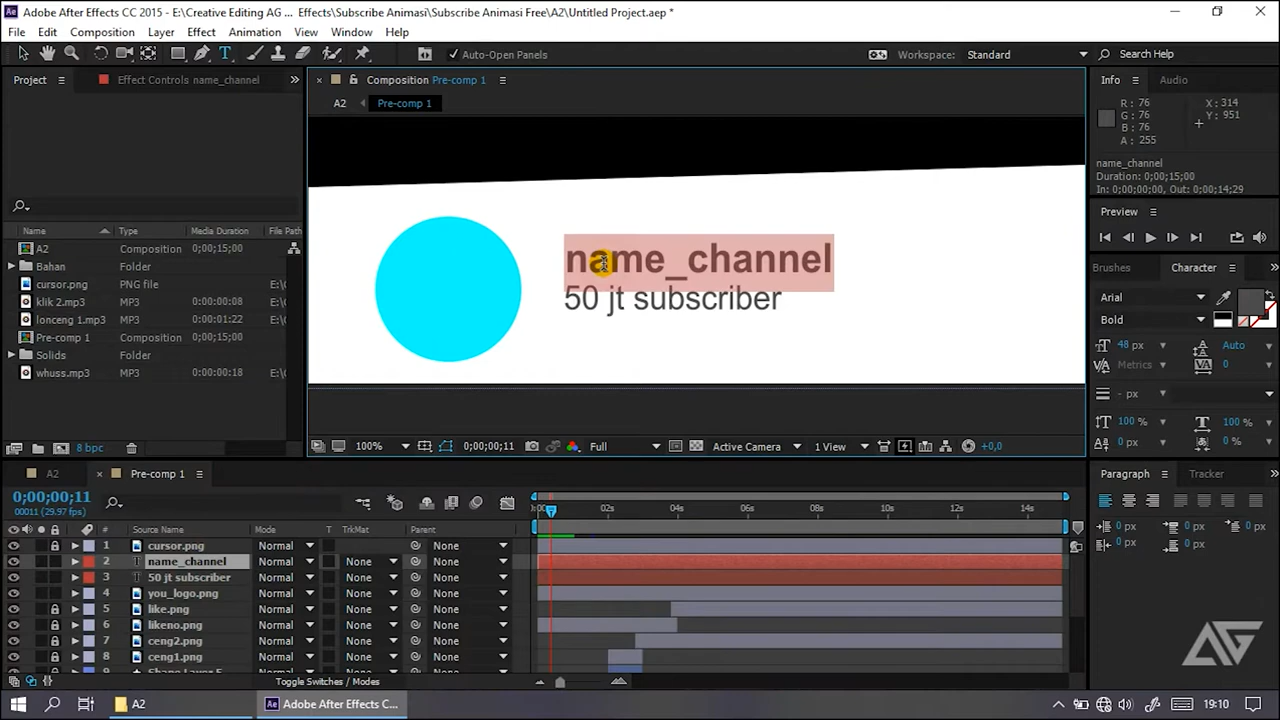 Adobe After Effects CC 2015 - E:\Creative Editing AG ... Effects\Subscribe Animasi\Subscribe Animasi Free\A2\Untitled Project.aep *
File Edit Composition Layer Effect Animation View Window Help
Auto-Open Panels Workspace: Standard Search Help
Project Effect Controls name_channel
Composition Pre-comp 1
Info Audio
A2 Pre-comp 1
R: 76 X: 314
G: 76 Y: 951
B: 76
A: 255
name_channel
Duration: 0;00;15;00
In: 0;00;00;00, Out: 0;00;14;29
Preview
name_channel
50 jt subscriber
Name Type Media Duration File Path
A2 Composition 0;00;15;00
Bahan Folder
cursor.png PNG file E:\C
klik 2.mp3 MP3 0:00:00:08 E:\C
lonceng 1.mp3 MP3 0:00:01:22 E:\C
Pre-comp 1 Composition 0;00;15;00
Solids Folder
whuss.mp3 MP3 0:00:00:18 E:\C
Brushes Character
Arial
Bold
48 px Auto
Metrics 0
- px
100 % 100 %
0 px 0 %
8 bpc
100% 0;00;00;11 Full Active Camera 1 View +0,0
A2 Pre-comp 1
Paragraph Tracker
0 px 0 px 0 px
0 px 0 px
0;00;00;11
00011 (29.97 fps)
02s 04s 06s 08s 10s 12s 14s
# Source Name Mode T TrkMat Parent
1 cursor.png Normal None
2 T name_channel Normal None None
3 T 50 jt subscriber Normal None None
4 you_logo.png Normal None None
5 like.png Normal None None
6 likeno.png Normal None None
7 ceng2.png Normal None None
8 ceng1.png Normal None None
Toggle Switches / Modes
AG
A2 Adobe After Effects C... 19:10